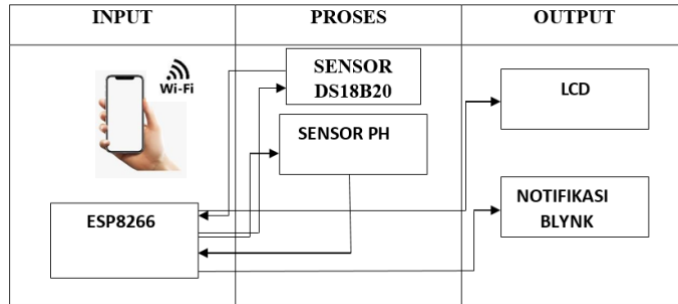 INPUT
PROSES
OUTPUT
Wi-Fi
SENSOR
DS18B20
LCD
SENSOR PH
NOTIFIKASI
BLYNK
ESP8266